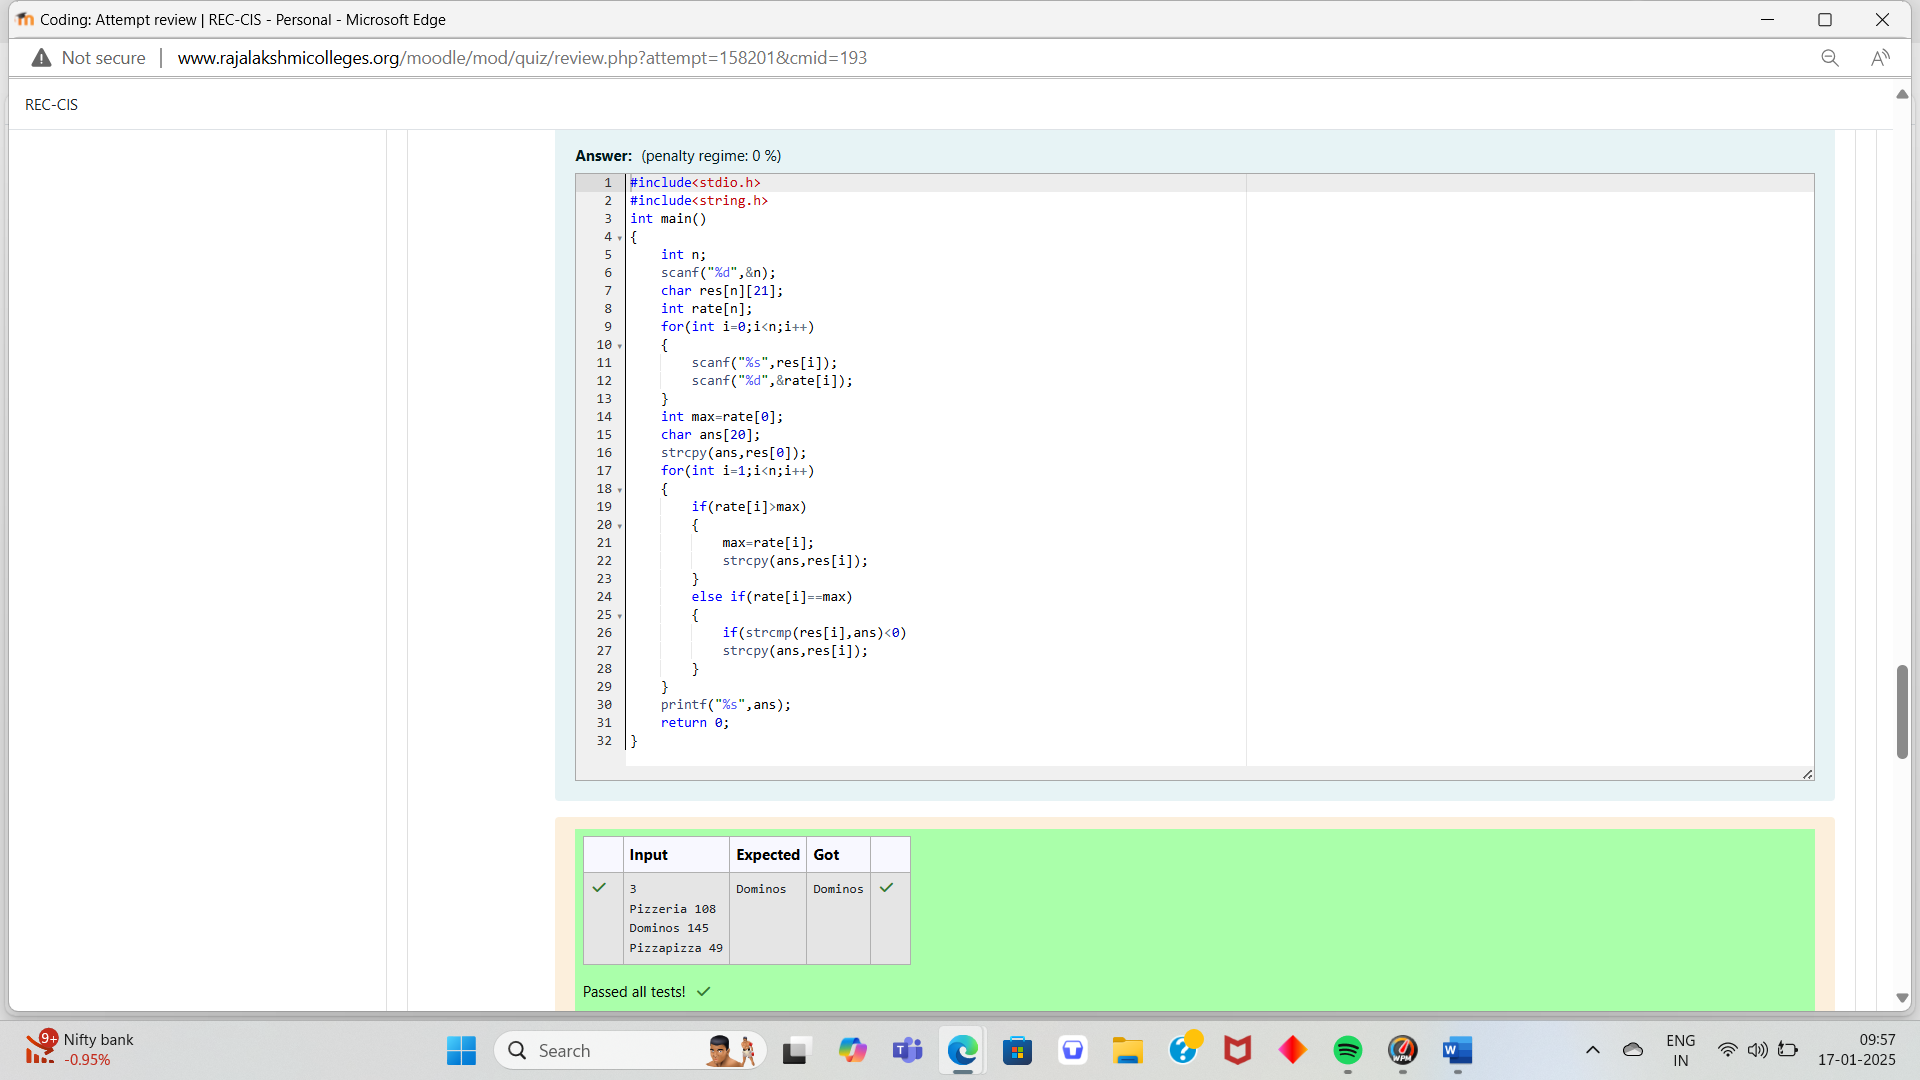 Coding: Attempt review | REC-CIS - Personal - Microsoft Edge
Not secure | www.rajalakshmicolleges.org/moodle/mod/quiz/review.php?attempt=158201&cmid=193
REC-CIS
Answer: (penalty regime: 0 %)
1 #include<stdio.h>
2 #include<string.h>
3 int main()
4 {
5     int n;
6     scanf("%d",&n);
7     char res[n][21];
8     int rate[n];
9     for(int i=0;i<n;i++)
10     {
11         scanf("%s",res[i]);
12         scanf("%d",&rate[i]);
13     }
14     int max=rate[0];
15     char ans[20];
16     strcpy(ans,res[0]);
17     for(int i=1;i<n;i++)
18     {
19         if(rate[i]>max)
20         {
21             max=rate[i];
22             strcpy(ans,res[i]);
23         }
24         else if(rate[i]==max)
25         {
26             if(strcmp(res[i],ans)<0)
27             strcpy(ans,res[i]);
28         }
29     }
30     printf("%s",ans);
31     return 0;
32 }
Input Expected Got
3 Dominos Dominos
Pizzeria 108
Dominos 145
Pizzapizza 49
Passed all tests!
9+ Nifty bank
-0.95%
Search
WPM
ENG
IN
09:57
17-01-2025